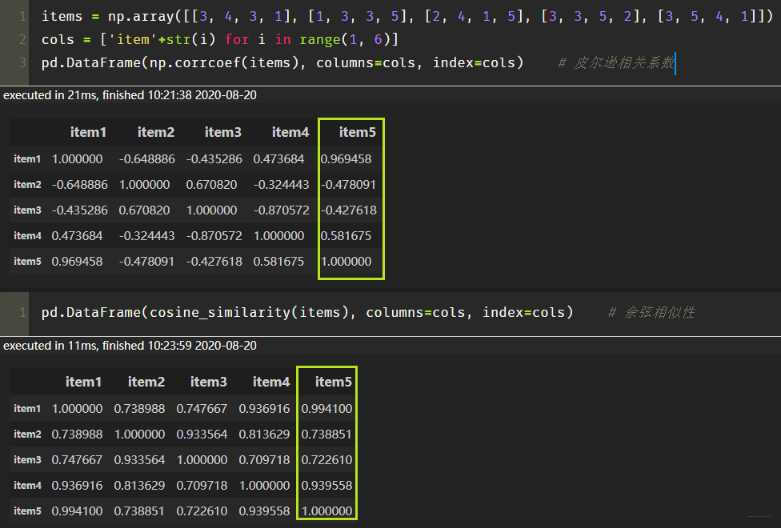 1 items = np.array([[3, 4, 3, 1], [1, 3, 3, 5], [2, 4, 1, 5], [3, 3, 5, 2], [3, 5, 4, 1]])
2 cols = ['item'+str(i) for i in range(1, 6)]
3 pd.DataFrame(np.corrcoef(items), columns=cols, index=cols) # 皮尔逊相关系数
executed in 21ms, finished 10:21:38 2020-08-20
item1 item2 item3 item4 item5
item1 1.000000 -0.648886 -0.435286 0.473684 0.969458
item2 -0.648886 1.000000 0.670820 -0.324443 -0.478091
item3 -0.435286 0.670820 1.000000 -0.870572 -0.427618
item4 0.473684 -0.324443 -0.870572 1.000000 0.581675
item5 0.969458 -0.478091 -0.427618 0.581675 1.000000
1 pd.DataFrame(cosine_similarity(items), columns=cols, index=cols) # 余弦相似性
executed in 11ms, finished 10:23:59 2020-08-20
item1 item2 item3 item4 item5
item1 1.000000 0.738988 0.747667 0.936916 0.994100
item2 0.738988 1.000000 0.933564 0.813629 0.738851
item3 0.747667 0.933564 1.000000 0.709718 0.722610
item4 0.936916 0.813629 0.709718 1.000000 0.939558
item5 0.994100 0.738851 0.722610 0.939558 1.000000